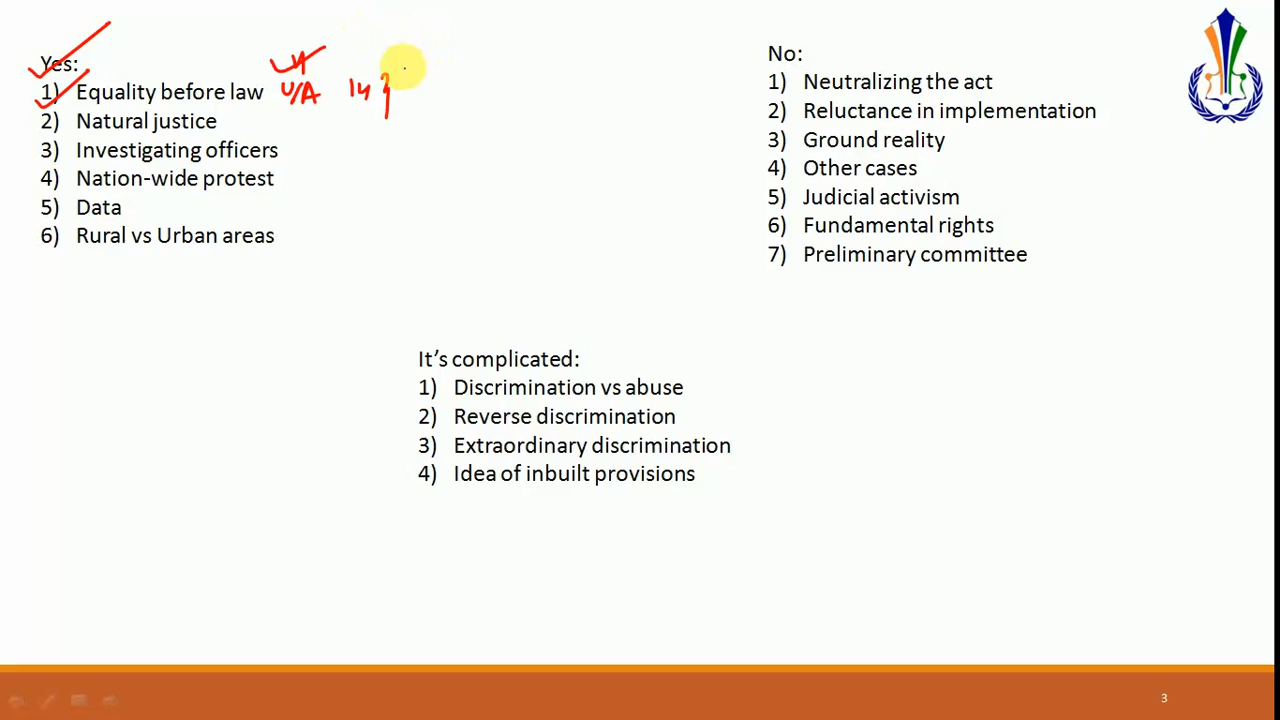 Yes:
1) Equality before law U/A 14 }
2) Natural justice
3) Investigating officers
4) Nation-wide protest
5) Data
6) Rural vs Urban areas
No:
1) Neutralizing the act
2) Reluctance in implementation
3) Ground reality
4) Other cases
5) Judicial activism
6) Fundamental rights
7) Preliminary committee
It's complicated:
1) Discrimination vs abuse
2) Reverse discrimination
3) Extraordinary discrimination
4) Idea of inbuilt provisions
3